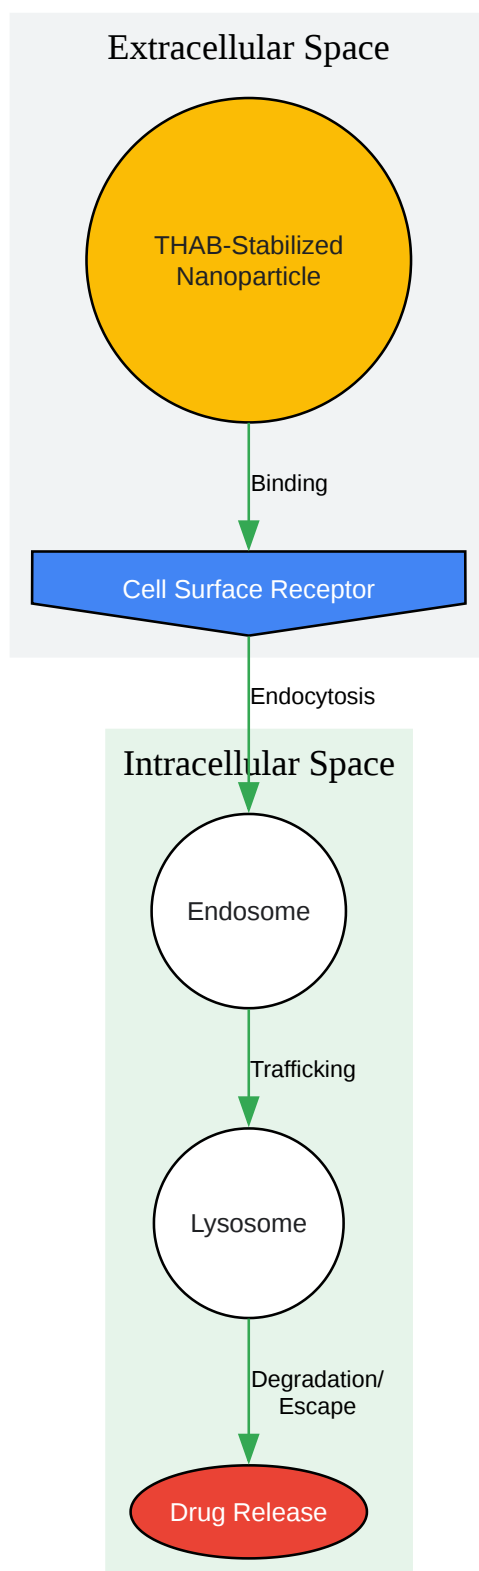 Extracellular Space
THAB-Stabilized
Nanoparticle
Binding
Cell Surface Receptor
Endocytosis
Intracellular Space
Endosome
Trafficking
Lysosome
Degradation/
Escape
Drug Release